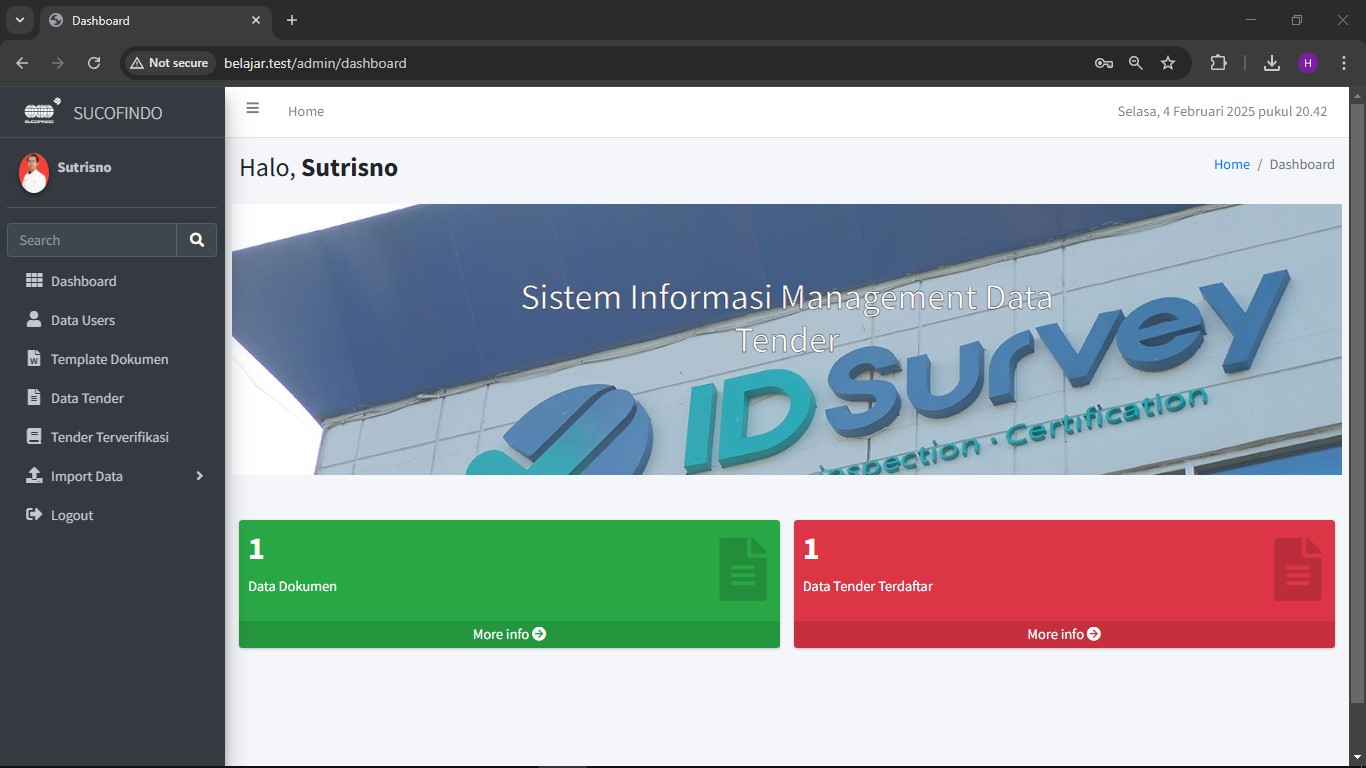 Dashboard
Not secure
belajar.test/admin/dashboard
H
SUCOFINDO
SUCOFINDO
Home
Selasa, 4 Februari 2025 pukul 20.42
Sutrisno
Halo, Sutrisno
Home / Dashboard
Search
Dashboard
Data Users
Template Dokumen
Data Tender
Tender Terverifikasi
Import Data
Logout
Sistem Informasi Management Data
Tender
IDSurvey
Inspection · Certification
1
Data Dokumen
More info
1
Data Tender Terdaftar
More info